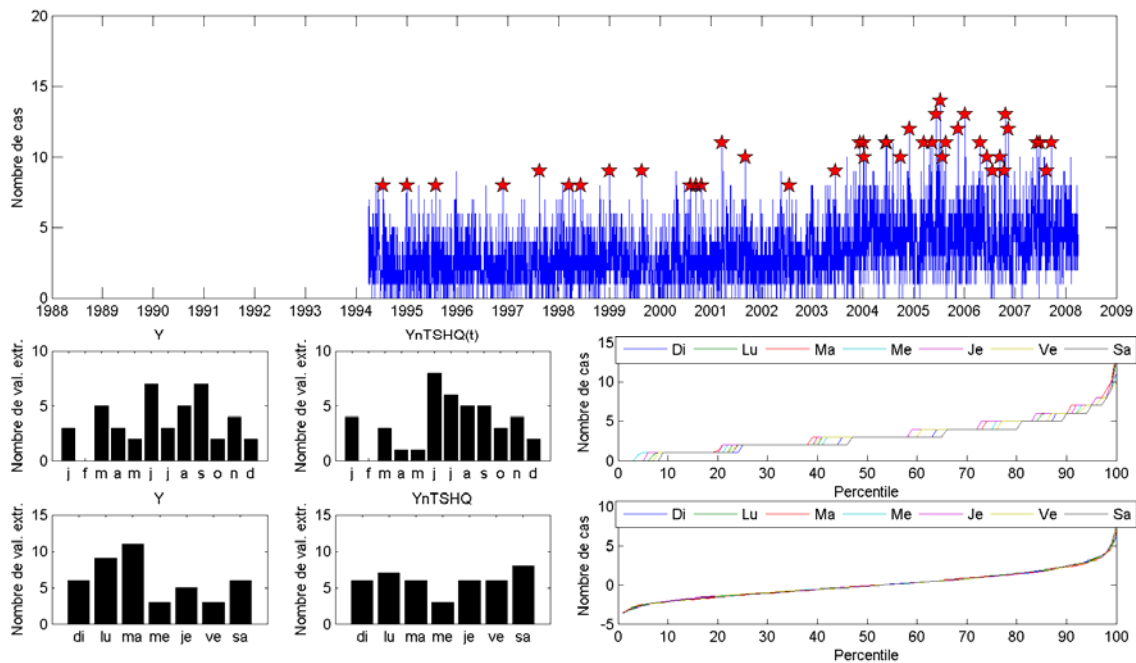 20
15
10
5
0
Nombre de cas
1988 1989 1990 1991 1992 1993 1994 1995 1996 1997 1998 1999 2000 2001 2002 2003 2004 2005 2006 2007 2008 2009
Y
10
5
0
Nombre de val. extr.
j f m a m j j a s o n d
YnTSHQ(t)
10
5
0
Nombre de val. extr.
j f m a m j j a s o n d
15
10
5
0
Nombre de cas
Di Lu Ma Me Je Ve Sa
0 10 20 30 40 50 60 70 80 90 100
Percentile
Y
15
10
5
0
Nombre de val. extr.
di lu ma me je ve sa
YnTSHQ
15
10
5
0
Nombre de val. extr.
di lu ma me je ve sa
10
5
0
-5
Nombre de cas
Di Lu Ma Me Je Ve Sa
0 10 20 30 40 50 60 70 80 90 100
Percentile